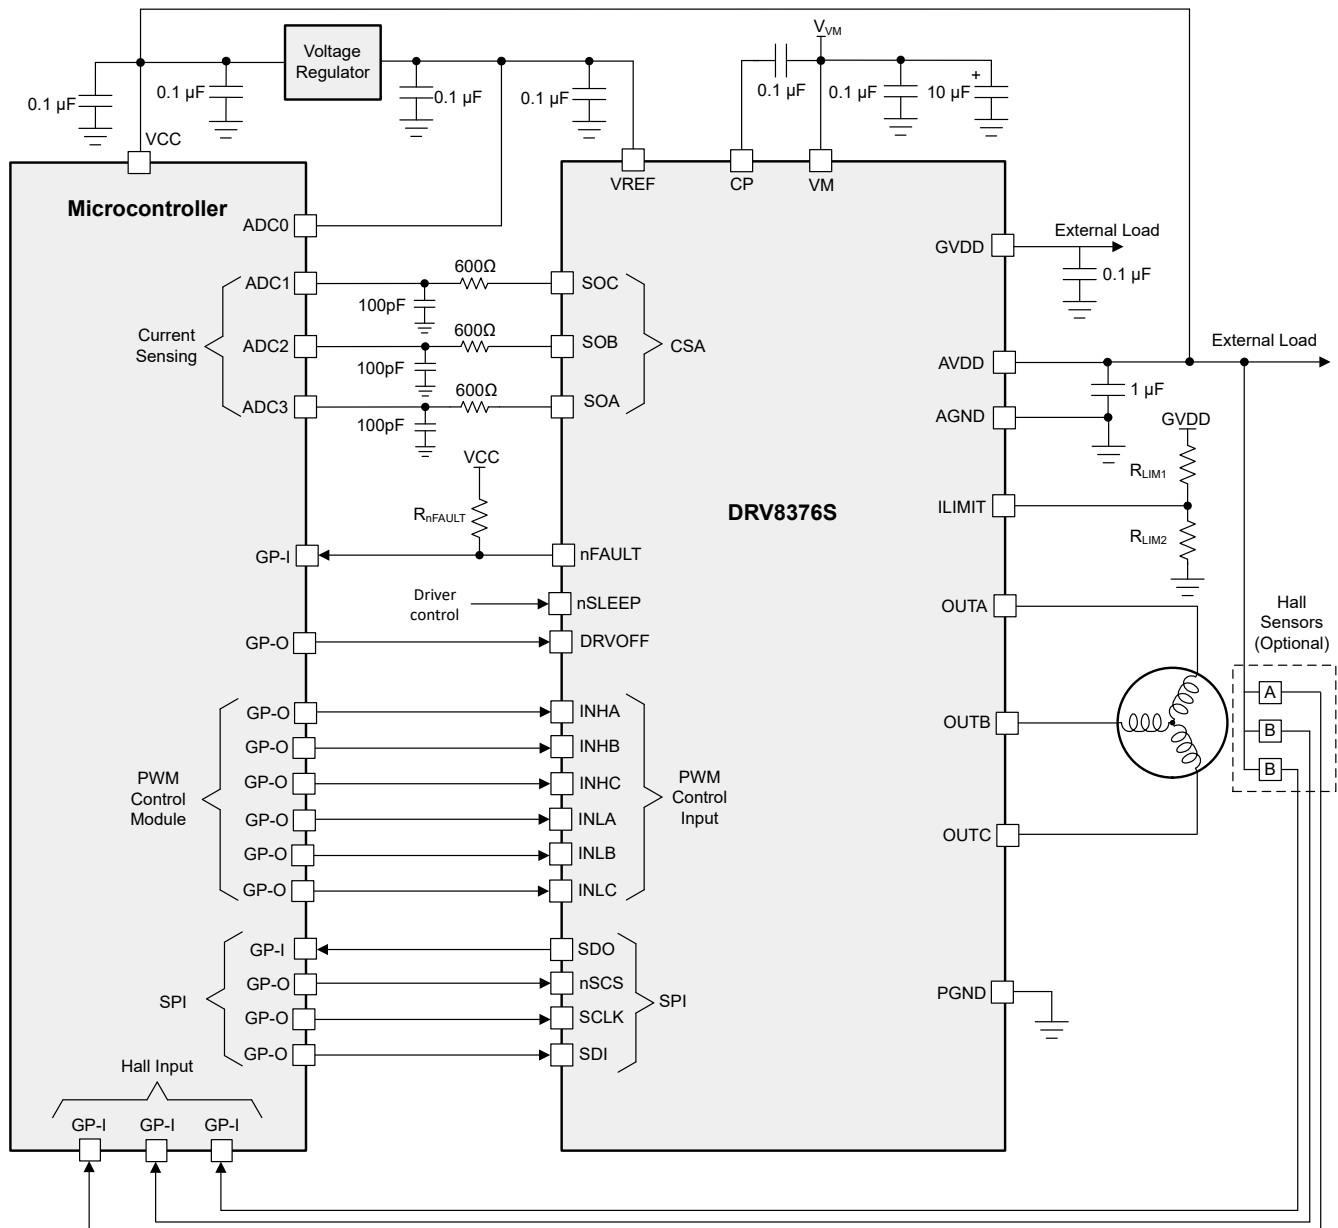 Voltage
Regulator
0.1 µF
0.1 µF
0.1 µF
0.1 µF
V_VM
0.1 µF
0.1 µF
+
10 µF
VCC
VREF
CP
VM
Microcontroller
DRV8376S
ADC0
Current
Sensing
ADC1
ADC2
ADC3
600Ω
100pF
600Ω
100pF
600Ω
100pF
SOC
SOB
SOA
CSA
VCC
R_nFAULT
GP-I
nFAULT
Driver
control
nSLEEP
GP-O
DRVOFF
PWM
Control
Module
GP-O
GP-O
GP-O
GP-O
GP-O
GP-O
INHA
INHB
INHC
INLA
INLB
INLC
PWM
Control
Input
SPI
GP-I
GP-O
GP-O
GP-O
SDO
nSCS
SCLK
SDI
SPI
Hall Input
GP-I
GP-I
GP-I
GVDD
External Load
0.1 µF
AVDD
External Load
1 µF
AGND
GVDD
R_LIM1
ILIMIT
R_LIM2
OUTA
OUTB
OUTC
Hall
Sensors
(Optional)
A
B
B
PGND